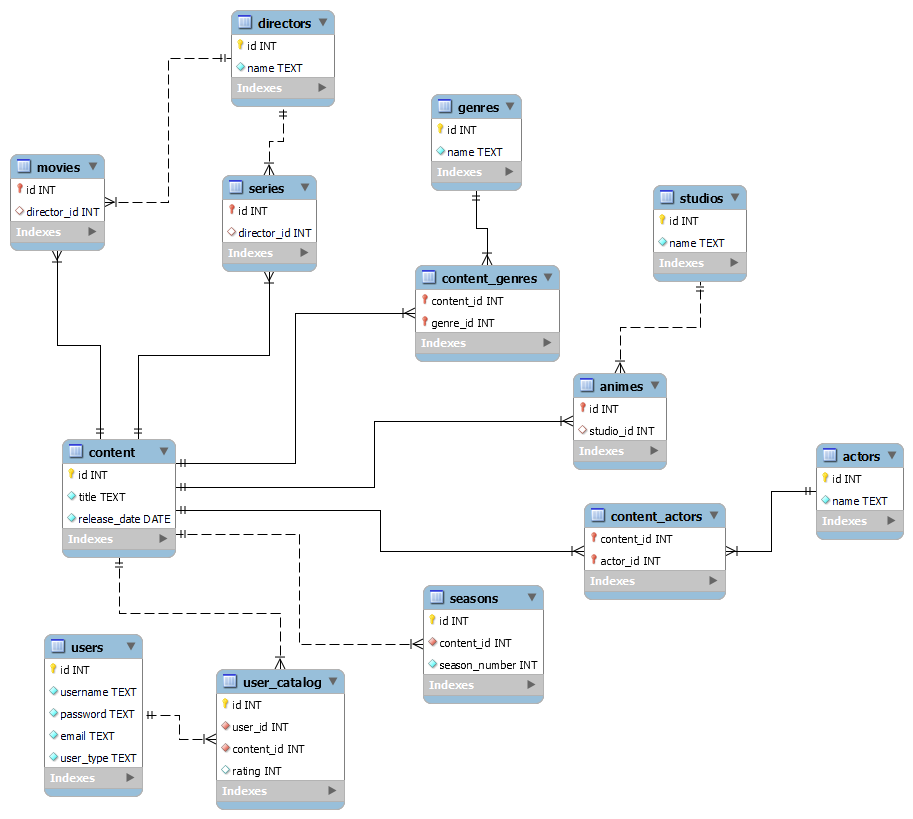 directors
id INT
name TEXT
Indexes
genres
id INT
name TEXT
Indexes
movies
id INT
director_id INT
Indexes
series
id INT
director_id INT
Indexes
studios
id INT
name TEXT
Indexes
content_genres
content_id INT
genre_id INT
Indexes
animes
id INT
studio_id INT
Indexes
content
id INT
title TEXT
release_date DATE
Indexes
actors
id INT
name TEXT
Indexes
content_actors
content_id INT
actor_id INT
Indexes
seasons
id INT
content_id INT
season_number INT
Indexes
users
id INT
username TEXT
password TEXT
email TEXT
user_type TEXT
Indexes
user_catalog
id INT
user_id INT
content_id INT
rating INT
Indexes